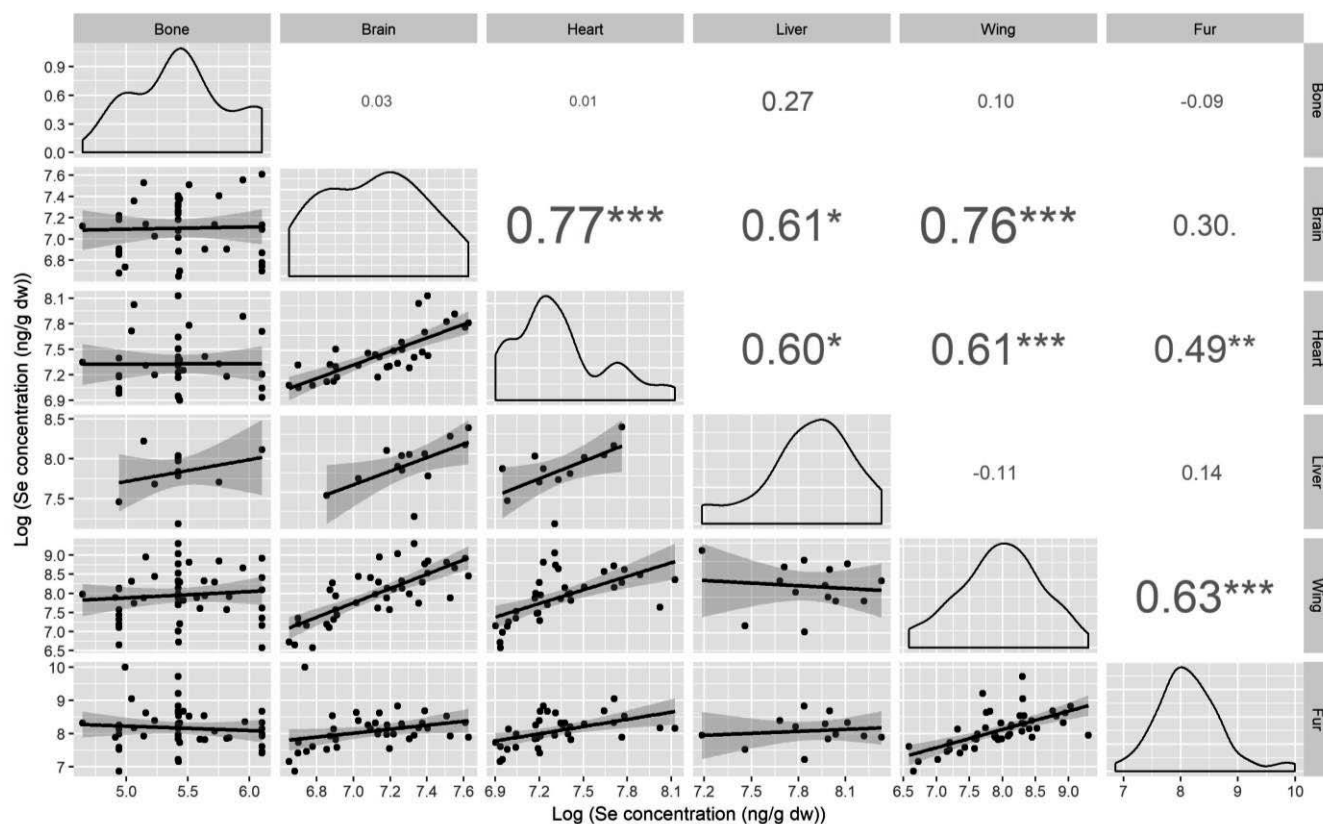 Bone Brain Heart Liver Wing Fur
0.9
0.6
0.3
0.0
0.03 0.01 0.27 0.10 -0.09
Bone
7.6
7.4
7.2
7.0
6.8
0.77*** 0.61* 0.76*** 0.30.
Brain
8.1
7.8
7.5
7.2
6.9
0.60* 0.61*** 0.49**
Heart
8.5
8.0
7.5
-0.11 0.14
Liver
9.0
8.5
8.0
7.5
7.0
6.5
0.63***
Wing
10
9
8
7
Fur
Log (Se concentration (ng/g dw))
5.0 5.5 6.0 6.8 7.0 7.2 7.4 7.6 6.9 7.2 7.5 7.8 8.1 7.2 7.5 7.8 8.1 6.5 7.0 7.5 8.0 8.5 9.0 7 8 9 10
Log (Se concentration (ng/g dw))